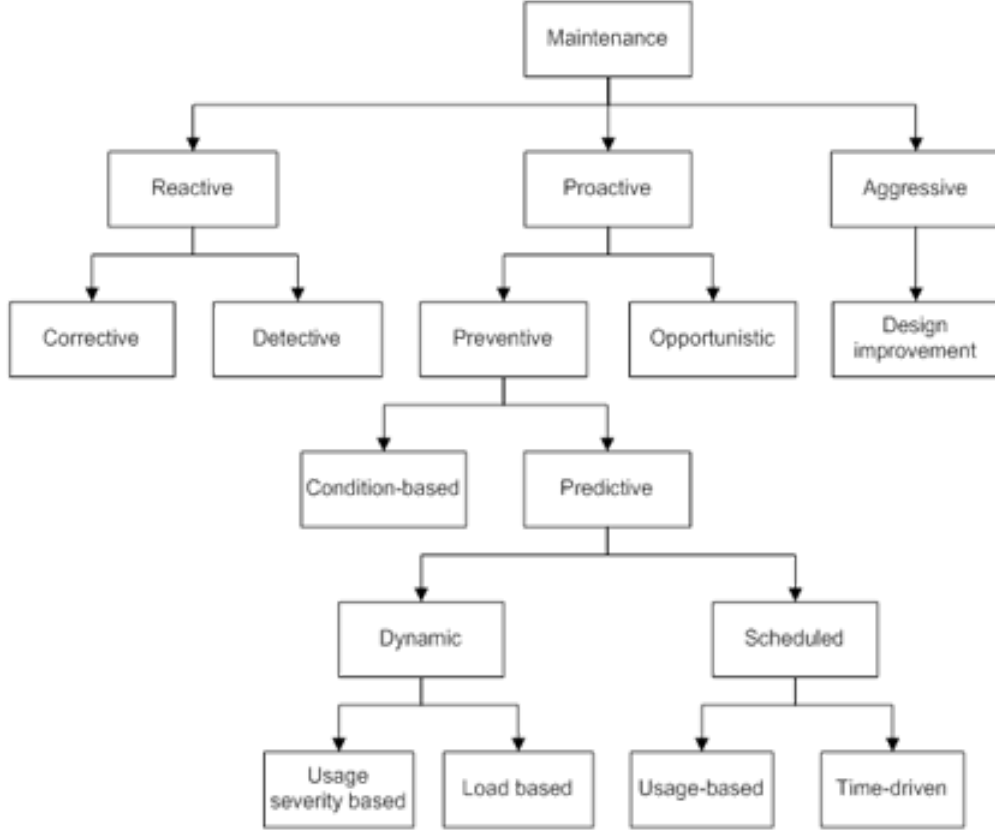 Maintenance
Reactive
Proactive
Aggressive
Corrective
Detective
Preventive
Opportunistic
Design
improvement
Condition-based
Predictive
Dynamic
Scheduled
Usage
severity based
Load based
Usage-based
Time-driven